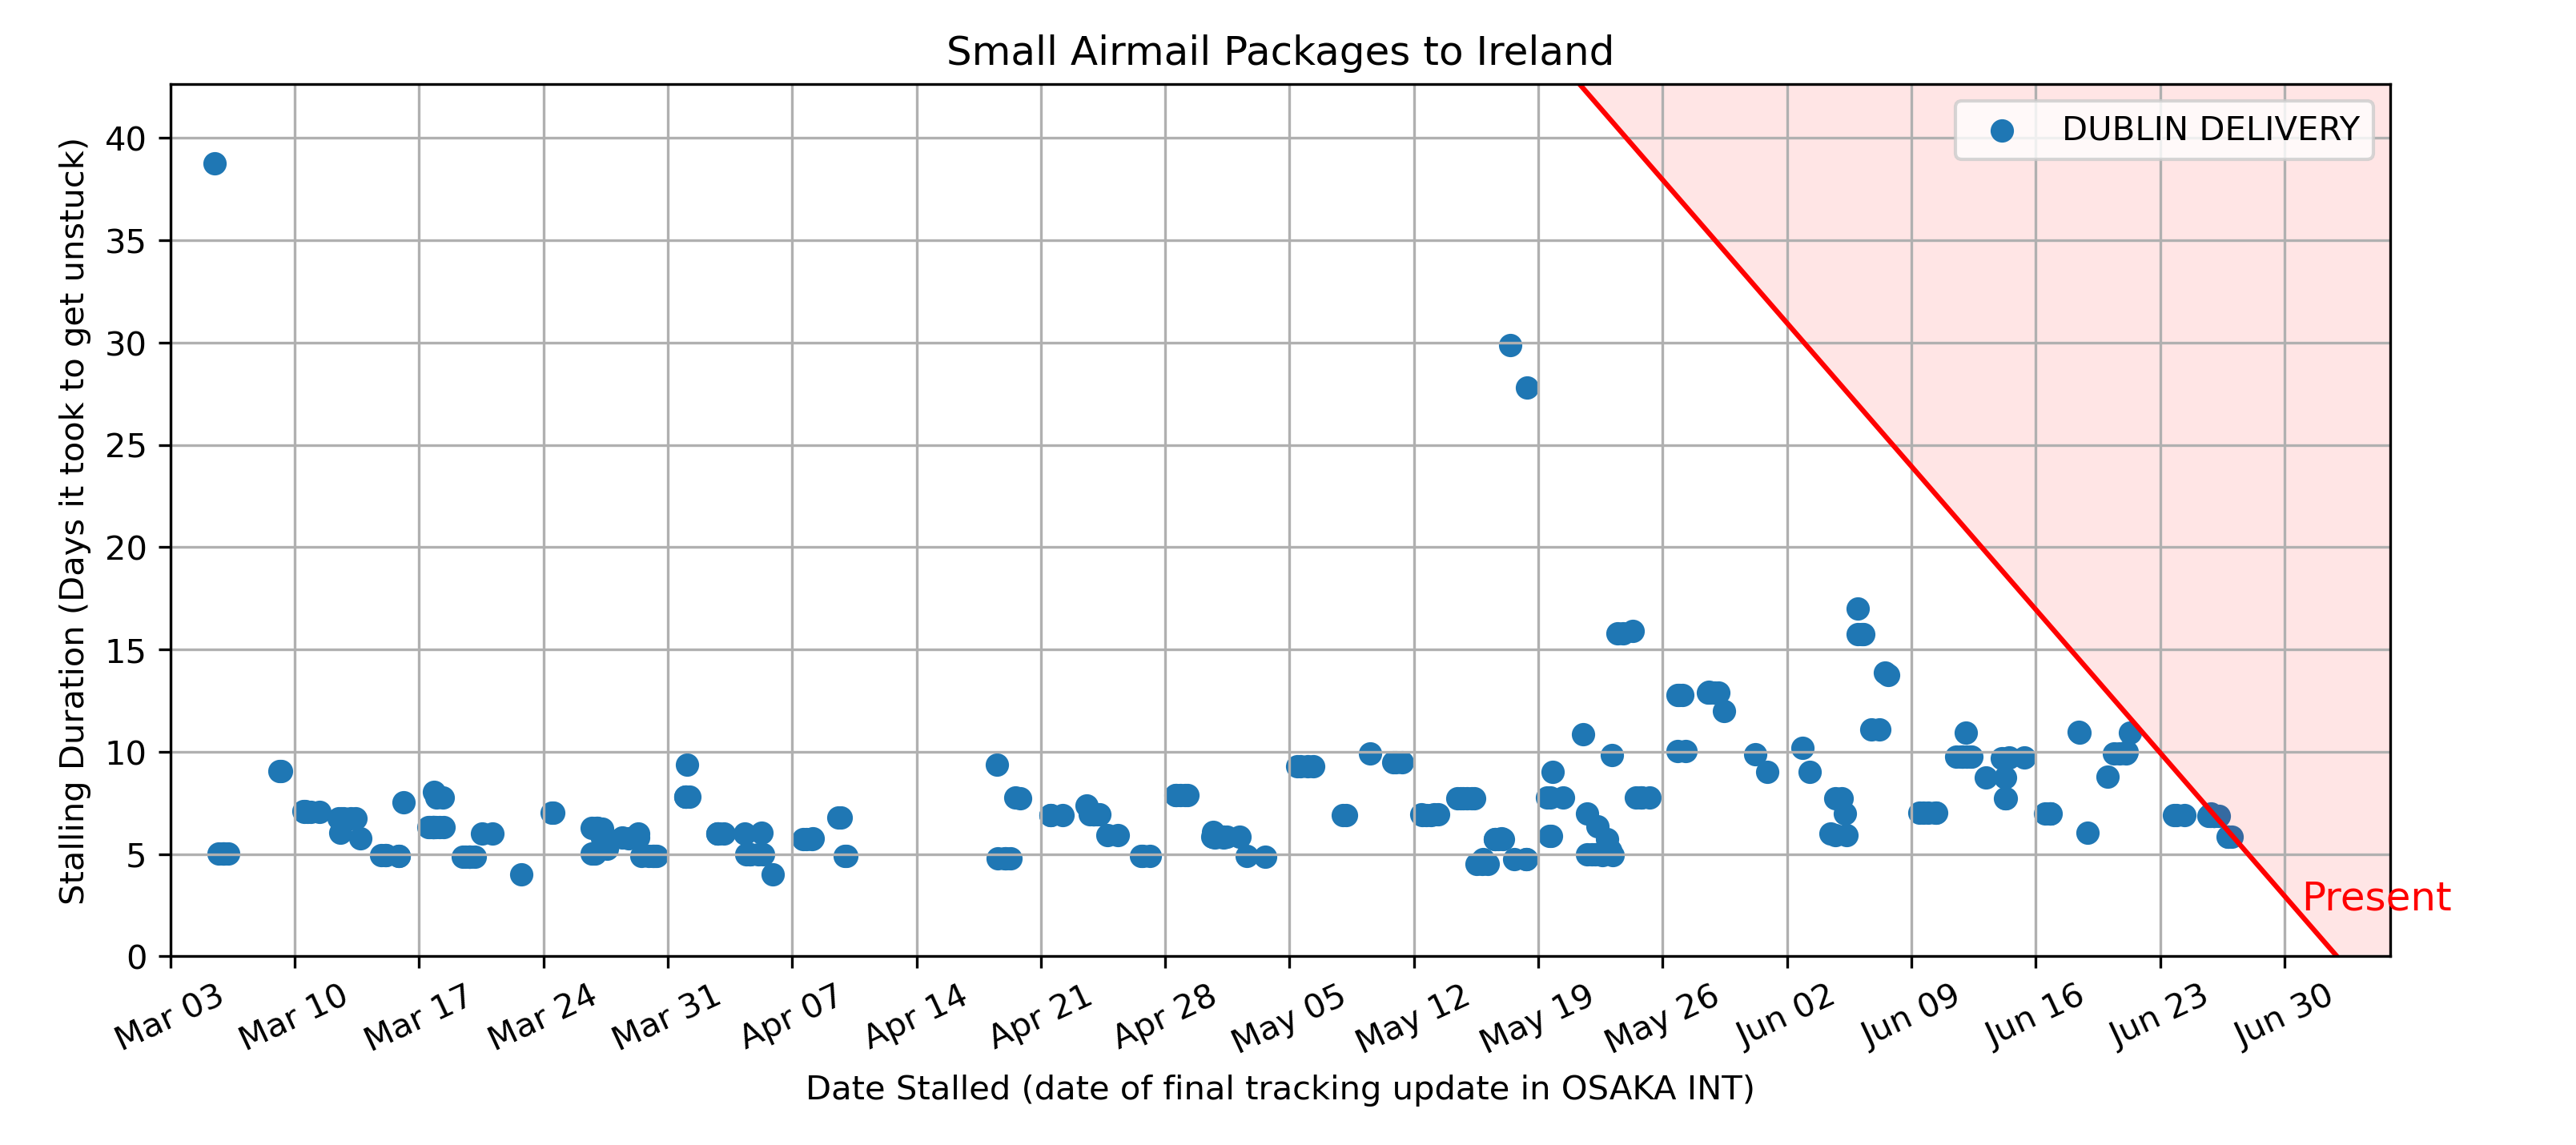 Small Airmail Packages to Ireland
DUBLIN DELIVERY
Stalling Duration (Days it took to get unstuck)
40
35
30
25
20
15
10
5
0
Present
Mar 03
Mar 10
Mar 17
Mar 24
Mar 31
Apr 07
Apr 14
Apr 21
Apr 28
May 05
May 12
May 19
May 26
Jun 02
Jun 09
Jun 16
Jun 23
Jun 30
Date Stalled (date of final tracking update in OSAKA INT)